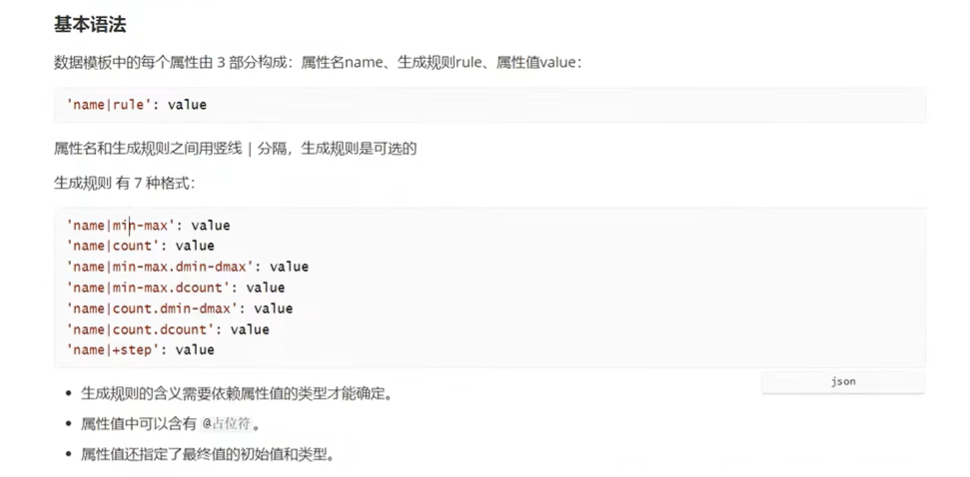 基本语法
数据模板中的每个属性由 3 部分构成：属性名name、生成规则rule、属性值value：
'name|rule': value
属性名和生成规则之间用竖线 | 分隔，生成规则是可选的
生成规则 有 7 种格式：
'name|min-max': value
'name|count': value
'name|min-max.dmin-dmax': value
'name|min-max.dcount': value
'name|count.dmin-dmax': value
'name|count.dcount': value
'name|+step': value
json
• 生成规则的含义需要依赖属性值的类型才能确定。
• 属性值中可以含有 @占位符。
• 属性值还指定了最终值的初始值和类型。